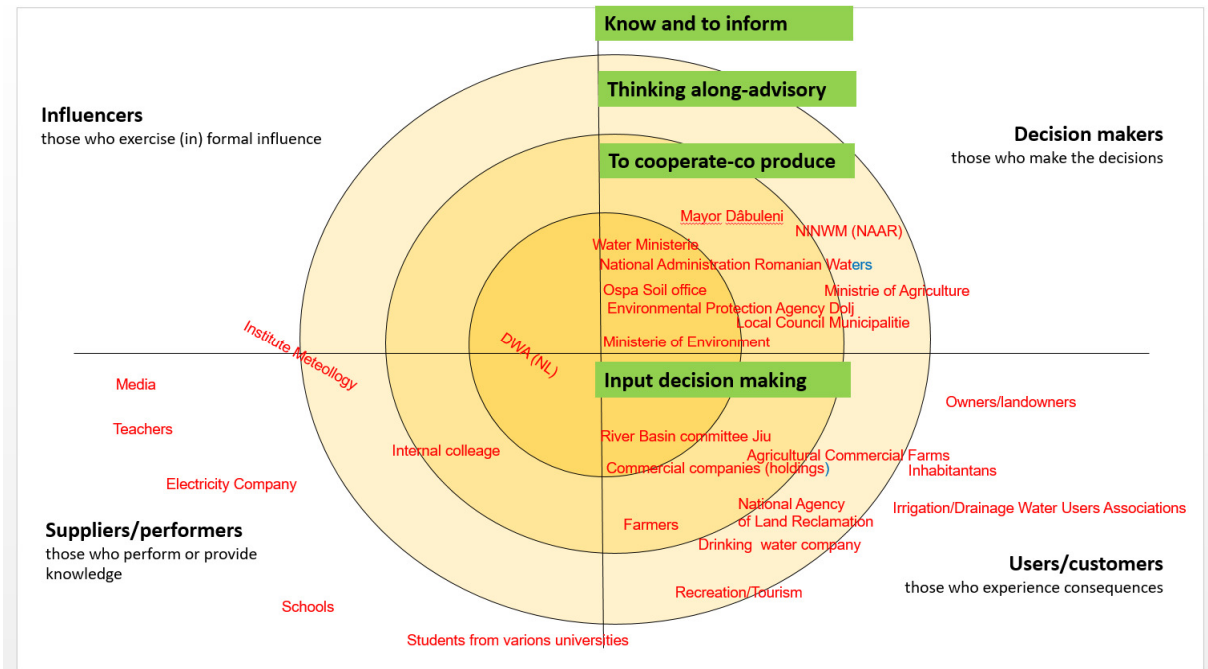 Know and to inform
Thinking along-advisory
Influencers
those who exercise (in) formal influence
Decision makers
those who make the decisions
To cooperate-co produce
Mayor Dâbuleni
NINWM (NAAR)
Water Ministerie
National Administration Romanian Waters
Ospa Soil office
Ministrie of Agriculture
Environmental Protection Agency Dolj
Local Council Municipalitie
Ministerie of Environment
Institute Meteollogy
DWA (NL)
Input decision making
Media
Owners/landowners
Teachers
River Basin committee Jiu
Internal colleage
Agricultural Commercial Farms
Commercial companies (holdings)
Inhabitantans
Electricity Company
National Agency
of Land Reclamation
Irrigation/Drainage Water Users Associations
Farmers
Suppliers/performers
those who perform or provide
knowledge
Drinking water company
Users/customers
those who experience consequences
Recreation/Tourism
Schools
Students from varions universities